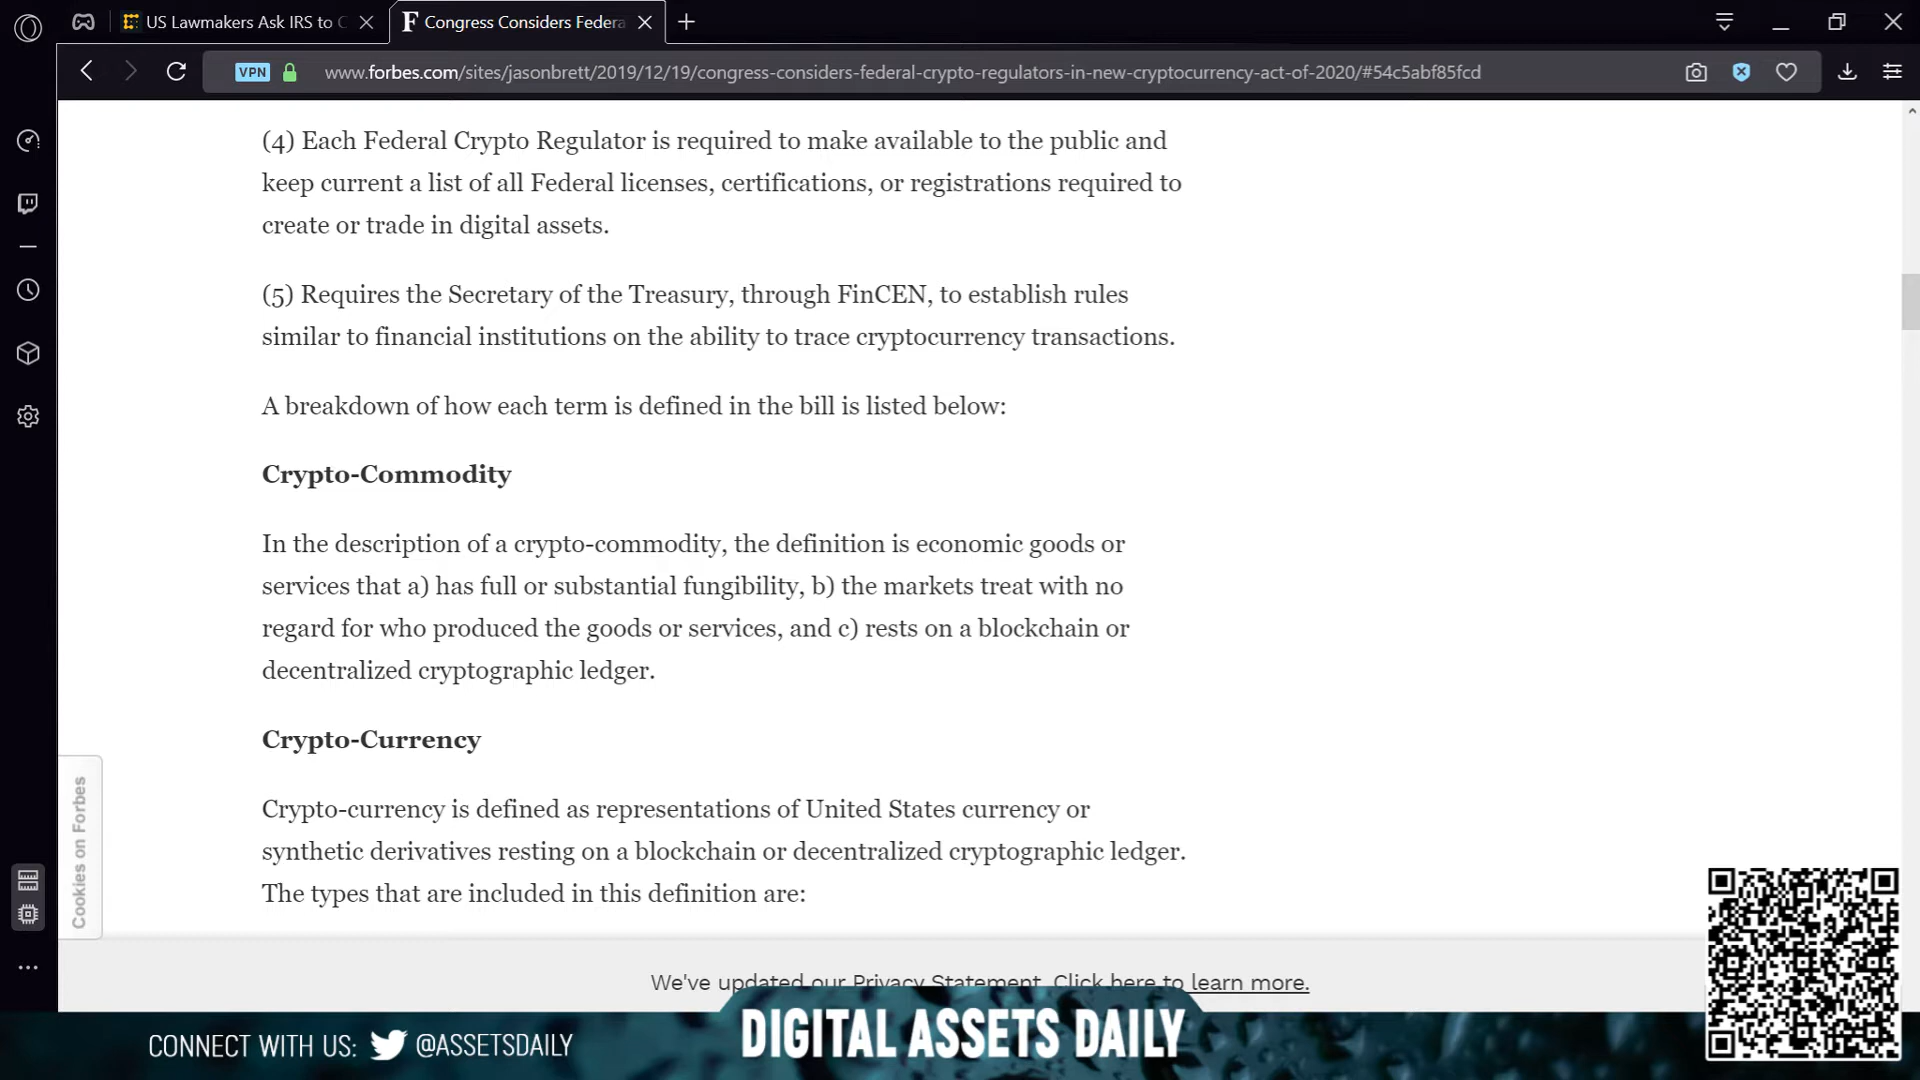 US Lawmakers Ask IRS to C
Congress Considers Federa
VPN
www.forbes.com/sites/jasonbrett/2019/12/19/congress-considers-federal-crypto-regulators-in-new-cryptocurrency-act-of-2020/#54c5abf85fcd
(4) Each Federal Crypto Regulator is required to make available to the public and
keep current a list of all Federal licenses, certifications, or registrations required to
create or trade in digital assets.
(5) Requires the Secretary of the Treasury, through FinCEN, to establish rules
similar to financial institutions on the ability to trace cryptocurrency transactions.
A breakdown of how each term is defined in the bill is listed below:
Crypto-Commodity
In the description of a crypto-commodity, the definition is economic goods or
services that a) has full or substantial fungibility, b) the markets treat with no
regard for who produced the goods or services, and c) rests on a blockchain or
decentralized cryptographic ledger.
Crypto-Currency
Crypto-currency is defined as representations of United States currency or
synthetic derivatives resting on a blockchain or decentralized cryptographic ledger.
The types that are included in this definition are:
Cookies on Forbes
We've updated our Privacy Statement. Click here to learn more.
CONNECT WITH US: @ASSETSDAILY
DIGITAL ASSETS DAILY